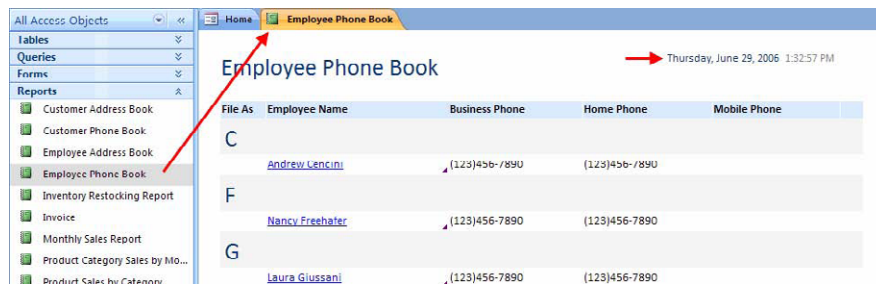 All Access Objects
Tables
Queries
Forms
Reports
Customer Address Book
Customer Phone Book
Employee Address Book
Employee Phone Book
Inventory Restocking Report
Invoice
Monthly Sales Report
Product Category Sales by Mo...
Product Sales by Category
Home Employee Phone Book
Employee Phone Book
Thursday, June 29, 2006 1:32:57 PM
File As Employee Name Business Phone Home Phone Mobile Phone
C
Andrew Cencini (123)456-7890 (123)456-7890
F
Nancy Freehafer (123)456-7890 (123)456-7890
G
Laura Giussani (123)456-7890 (123)456-7890